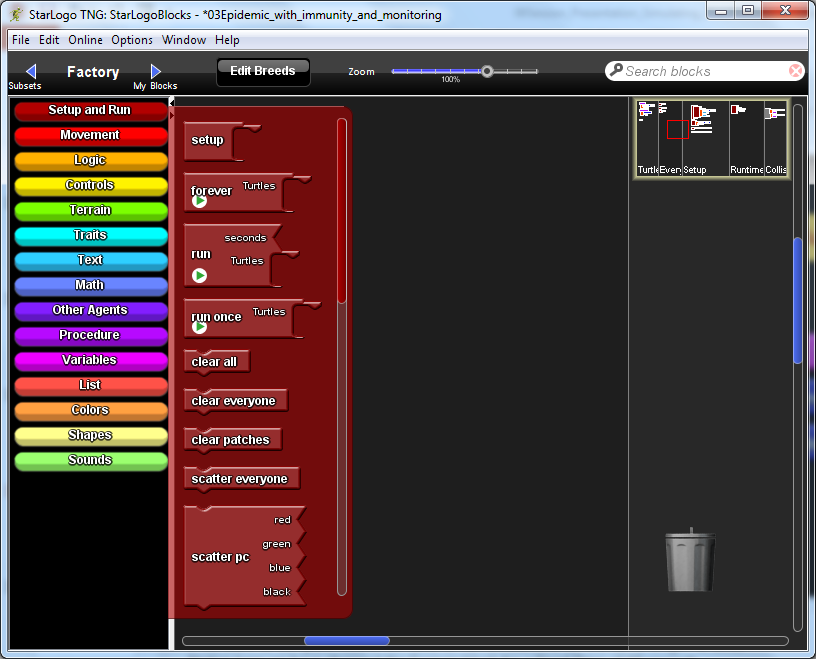 StarLogo TNG: StarLogoBlocks - *03Epidemic_with_immunity_and_monitoring
File Edit Online Options Window Help
Subsets
Factory
My Blocks
Edit Breeds
Zoom
100%
Search blocks
Setup and Run
Movement
Logic
Controls
Terrain
Traits
Text
Math
Other Agents
Procedure
Variables
List
Colors
Shapes
Sounds
setup
forever Turtles
seconds
run
Turtles
run once Turtles
clear all
clear everyone
clear patches
scatter everyone
scatter pc
red
green
blue
black
Turtle Even Setup Runtime Collis